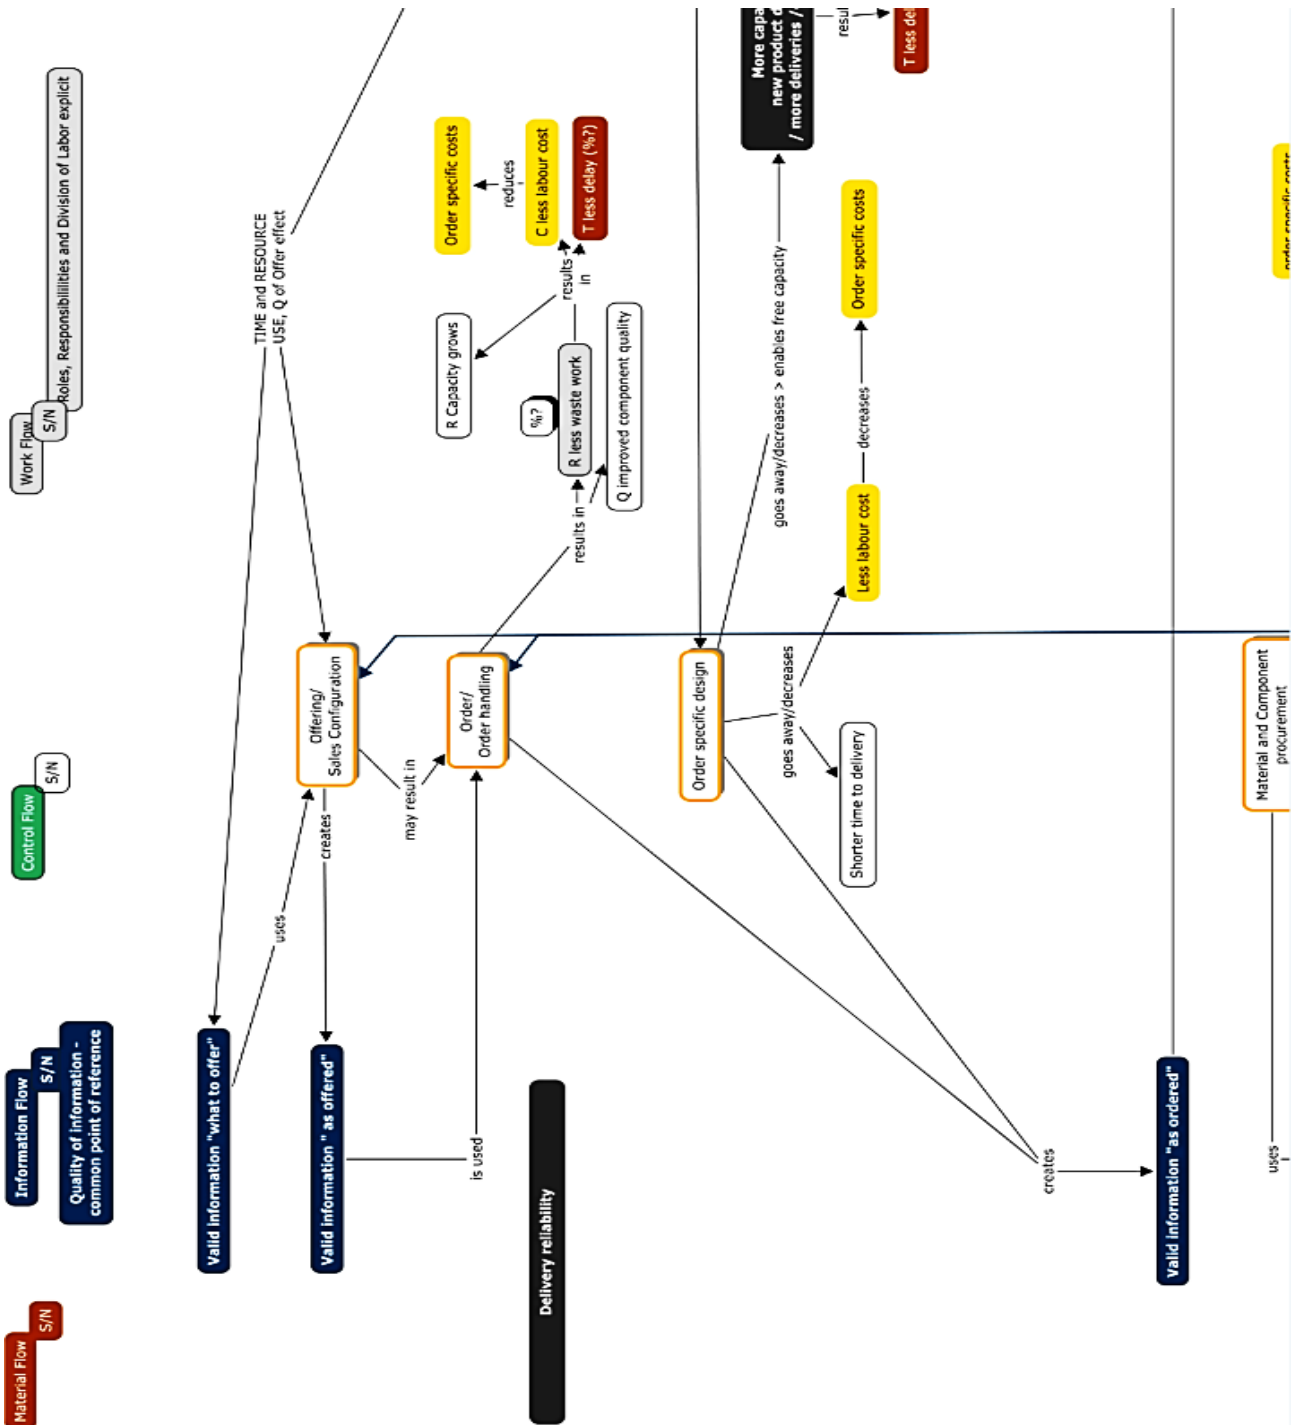 Material Flow
S/N
Information Flow
S/N
Quality of information -
common point of reference
Control Flow
S/N
Work Flow
S/N
Roles, Responsibilillities and Division of Labor explicit
TIME and RESOURCE
USE, Q of Offer effect
Valid information "what to offer"
uses
Offering/
Sales Configuration
creates
Valid information " as offered"
may result in
is used
Order/
Order handling
results in
%?
R less waste work
Q improved component quality
results
in
R Capacity grows
C less labour cost
T less delay (%?)
reduces
Order specific costs
Delivery reliability
Order specific design
goes away/decreases > enables free capacity
More capa
new product d
/ more deliveries /
resul
T less del
goes away/decreases
Less labour cost
decreases
Order specific costs
Shorter time to delivery
creates
Valid information "as ordered"
Material and Component
procurement
uses
order specific costs